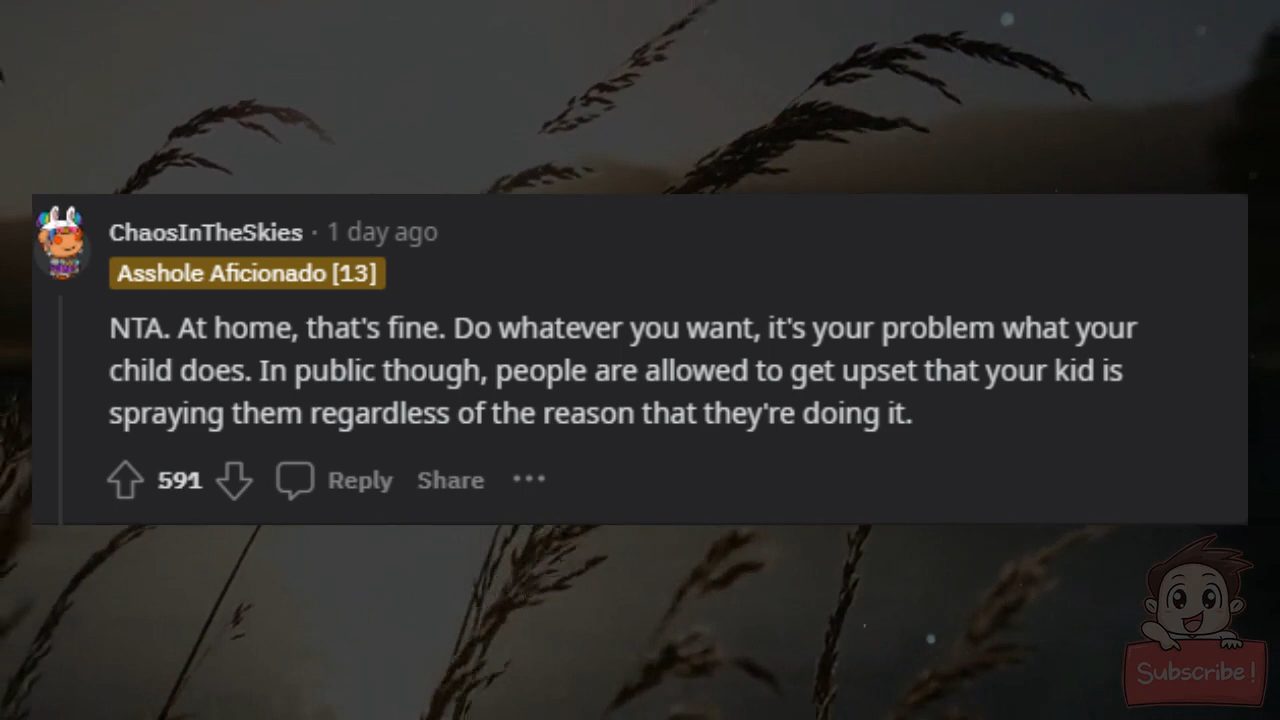 ChaosInTheSkies · 1 day ago
Asshole Aficionado [13]
NTA. At home, that's fine. Do whatever you want, it's your problem what your
child does. In public though, people are allowed to get upset that your kid is
spraying them regardless of the reason that they're doing it.
591 Reply Share ···
Subscribe!